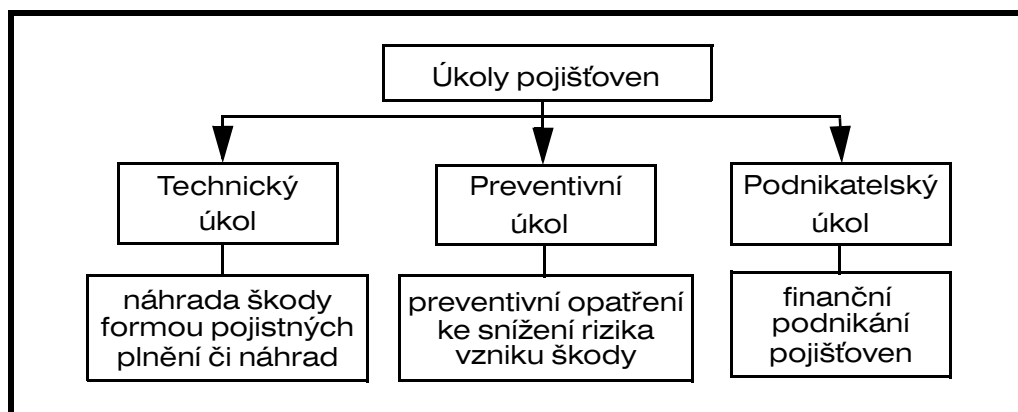 Úkoly pojišťoven
Technický
úkol
Preventivní
úkol
Podnikatelský
úkol
náhrada škody
formou pojistných
plnění či náhrad
preventivní opatření
ke snížení rizika
vzniku škody
finanční
podnikání
pojišťoven